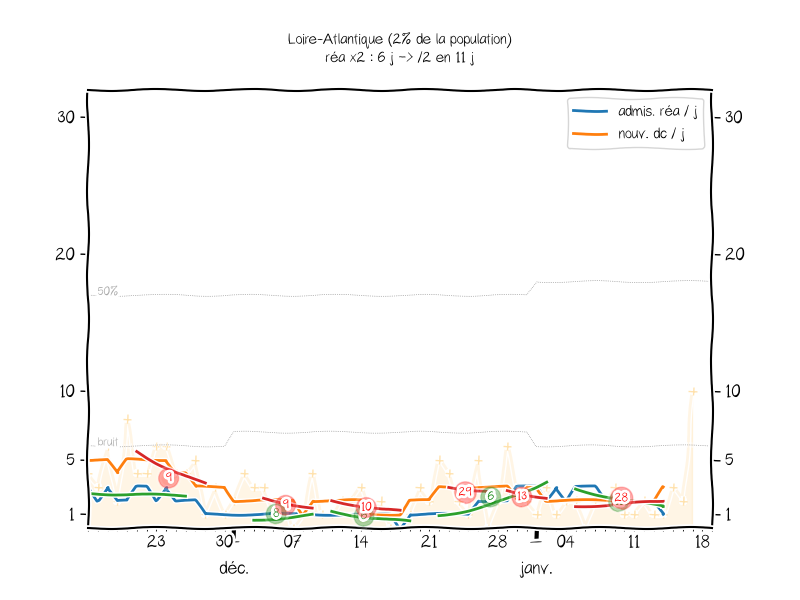 Loire-Atlantique (2% de la population)
réa x2 : 6 j -> /2 en 11 j
admis. réa / j
nouv. dc / j
30 30
20 20
50%
10 10
bruit
5 5
9
29 6 13 28
9 8 10
1 1
23 30 07 14 21 28 04 11 18
déc. janv.